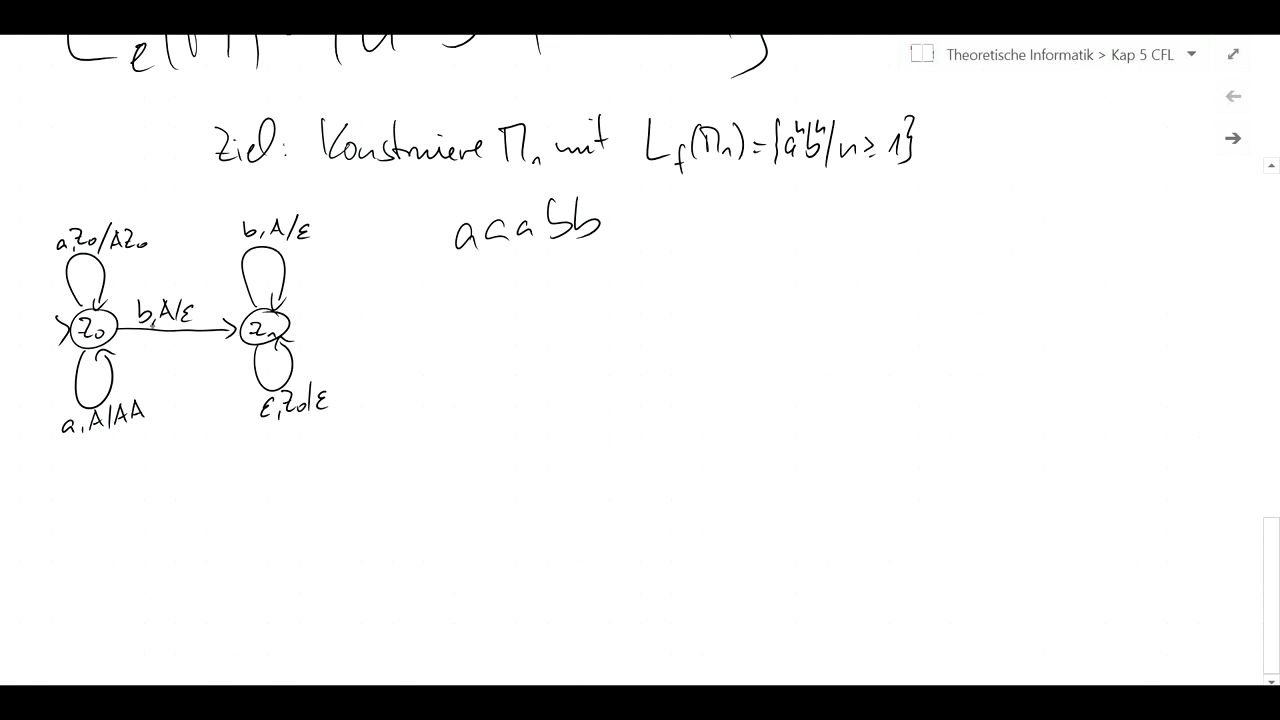 Theoretische Informatik > Kap 5 CFL
Ziel: Konstruiere M₁ mit L_f(M₁) = {aⁿbⁿ | n ≥ 1}
aaabb
a,Z₀/AZ₀
b,A/ε
b,A/ε
z₀
z₁
a,A/AA
ε,Z₀/ε